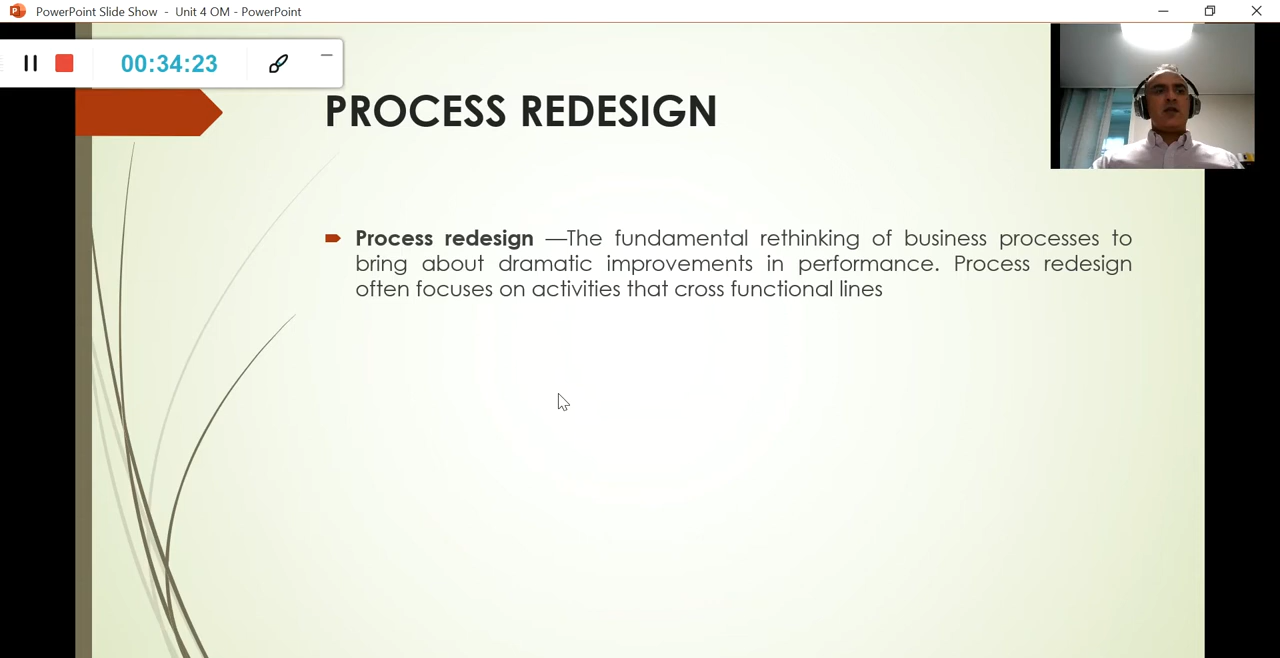 PowerPoint Slide Show - Unit 4 OM - PowerPoint
00:34:23
PROCESS REDESIGN
Process redesign —The fundamental rethinking of business processes to
bring about dramatic improvements in performance. Process redesign
often focuses on activities that cross functional lines